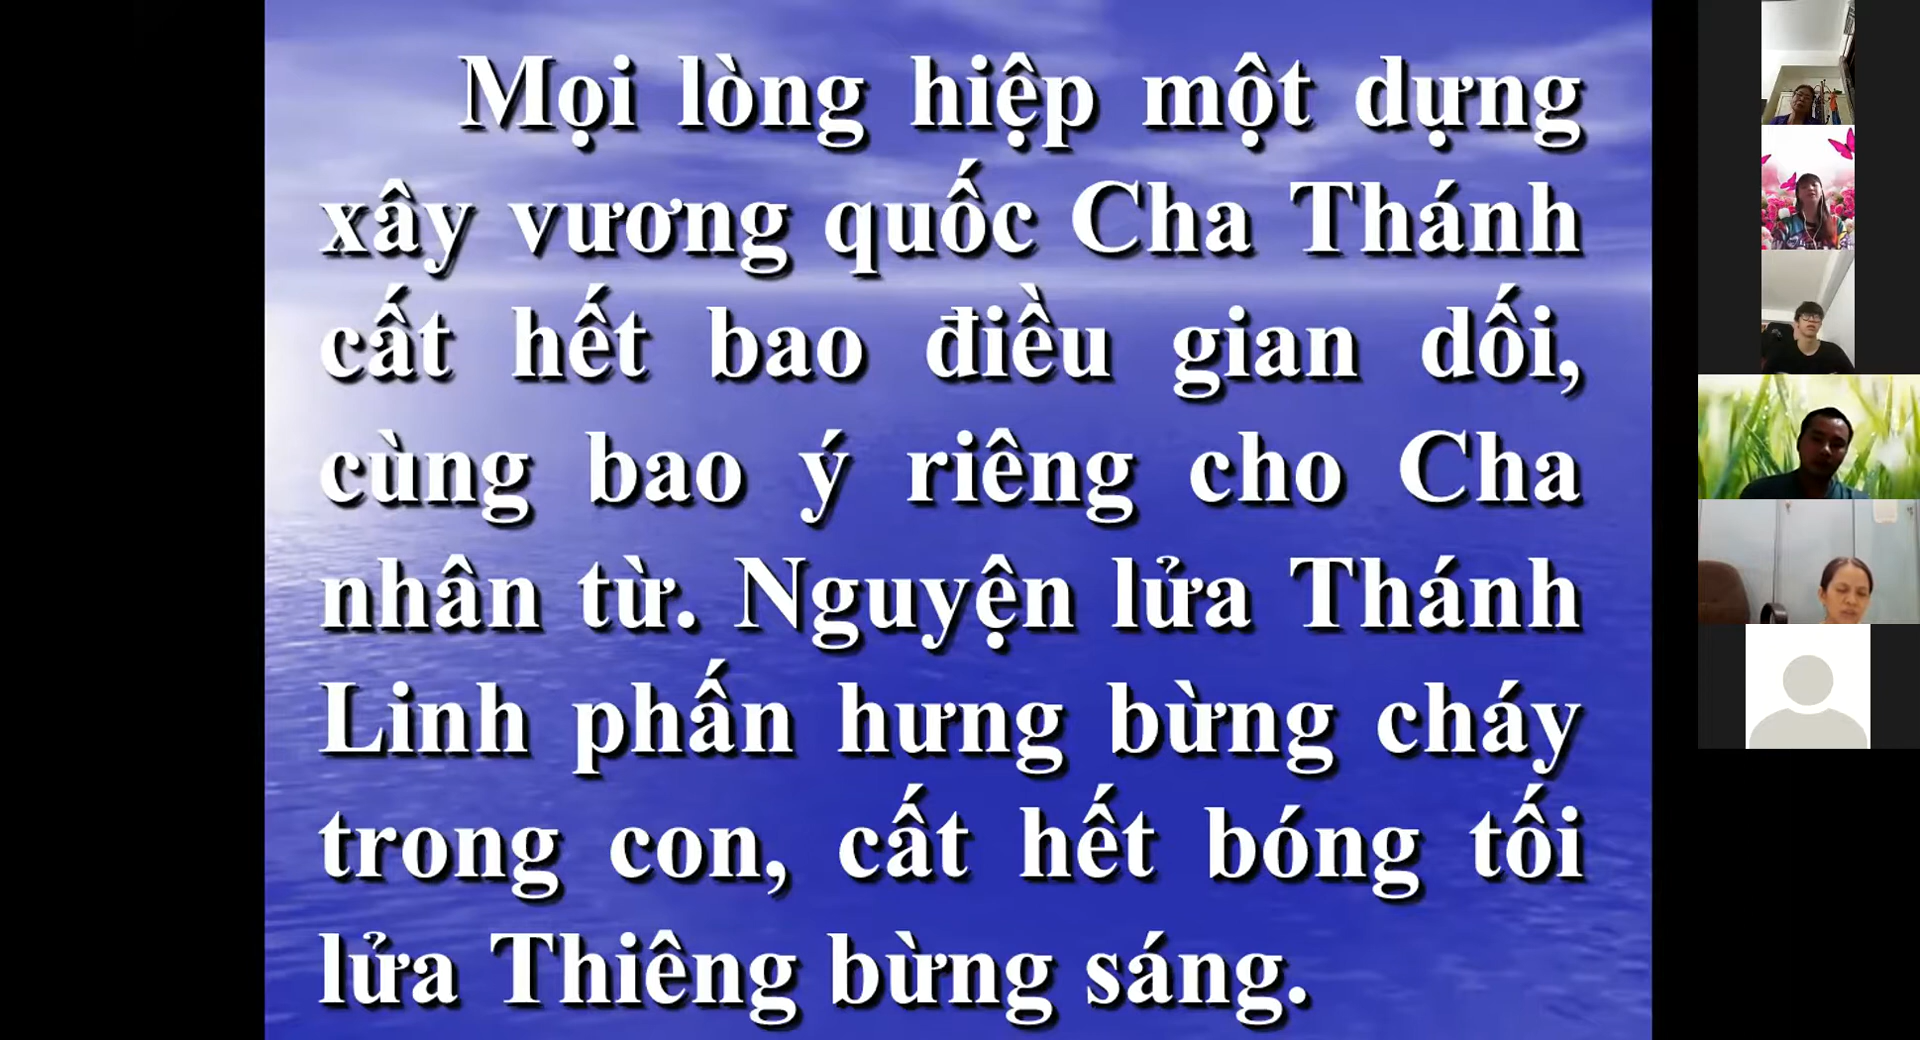 Mọi lòng hiệp một dựng
xây vương quốc Cha Thánh
cất hết bao điều gian dối,
cùng bao ý riêng cho Cha
nhân từ. Nguyện lửa Thánh
Linh phấn hưng bừng cháy
trong con, cất hết bóng tối
lửa Thiêng bừng sáng.